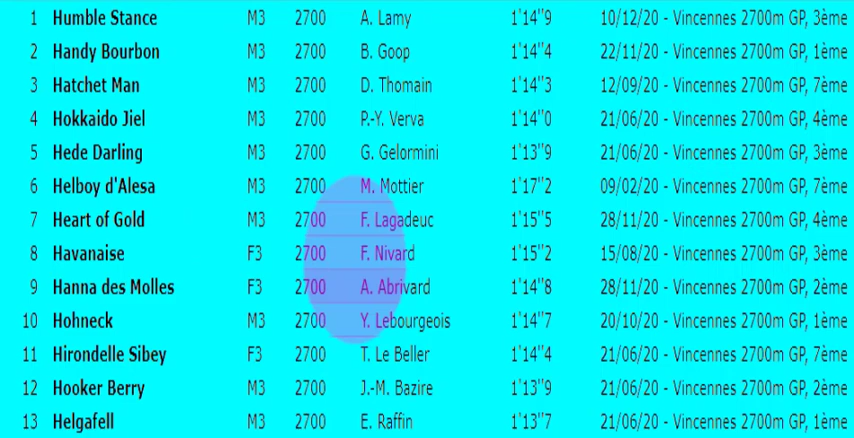 1 Humble Stance M3 2700 A. Lamy 1'14"9 10/12/20 - Vincennes 2700m GP, 3ème
2 Handy Bourbon M3 2700 B. Goop 1'14"4 22/11/20 - Vincennes 2700m GP, 1ème
3 Hatchet Man M3 2700 D. Thomain 1'14"3 12/09/20 - Vincennes 2700m GP, 7ème
4 Hokkaido Jiel M3 2700 P.-Y. Verva 1'14"0 21/06/20 - Vincennes 2700m GP, 4ème
5 Hede Darling M3 2700 G. Gelormini 1'13"9 21/06/20 - Vincennes 2700m GP, 3ème
6 Helboy d'Alesa M3 2700 M. Mottier 1'17"2 09/02/20 - Vincennes 2700m GP, 7ème
7 Heart of Gold M3 2700 F. Lagadeuc 1'15"5 28/11/20 - Vincennes 2700m GP, 4ème
8 Havanaise F3 2700 F. Nivard 1'15"2 15/08/20 - Vincennes 2700m GP, 3ème
9 Hanna des Molles F3 2700 A. Abrivard 1'14"8 28/11/20 - Vincennes 2700m GP, 2ème
10 Hohneck M3 2700 Y. Lebourgeois 1'14"7 20/10/20 - Vincennes 2700m GP, 1ème
11 Hirondelle Sibey F3 2700 T. Le Beller 1'14"4 21/06/20 - Vincennes 2700m GP, 7ème
12 Hooker Berry M3 2700 J.-M. Bazire 1'13"9 21/06/20 - Vincennes 2700m GP, 2ème
13 Helgafell M3 2700 E. Raffin 1'13"7 21/06/20 - Vincennes 2700m GP, 1ème